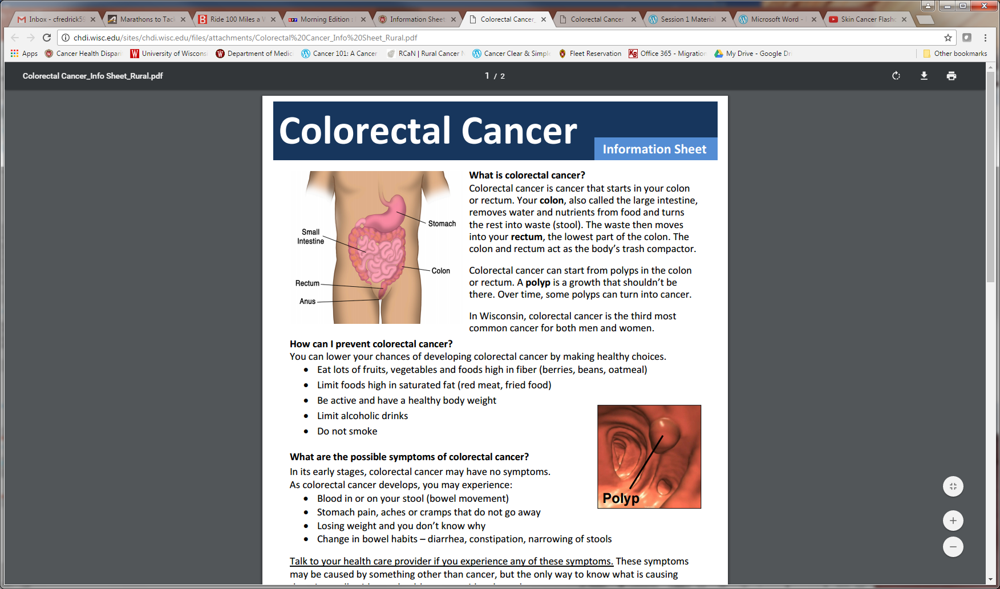 Inbox - cfredrick59
Marathons to Tack
Ride 100 Miles a W
Morning Edition :
Information Sheet
Colorectal Cancer_
Colorectal Cancer
Session 1 Material
Microsoft Word -
Skin Cancer Flashc
chdi.wisc.edu/sites/chdi.wisc.edu/files/attachments/Colorectal%20Cancer_Info%20Sheet_Rural.pdf
Apps
Cancer Health Dispari
University of Wiscons
Department of Medic
Cancer 101: A Cancer
RCaN | Rural Cancer N
Cancer Clear & Simple
Fleet Reservation
Office 365 - Migration
My Drive - Google Dri
Other bookmarks
Colorectal Cancer_Info Sheet_Rural.pdf
1 / 2
Colorectal Cancer
Information Sheet
Stomach
Small
Intestine
Colon
Rectum
Anus
What is colorectal cancer?
Colorectal cancer is cancer that starts in your colon
or rectum. Your colon, also called the large intestine,
removes water and nutrients from food and turns
the rest into waste (stool). The waste then moves
into your rectum, the lowest part of the colon. The
colon and rectum act as the body's trash compactor.
Colorectal cancer can start from polyps in the colon
or rectum. A polyp is a growth that shouldn't be
there. Over time, some polyps can turn into cancer.
In Wisconsin, colorectal cancer is the third most
common cancer for both men and women.
How can I prevent colorectal cancer?
You can lower your chances of developing colorectal cancer by making healthy choices.
• Eat lots of fruits, vegetables and foods high in fiber (berries, beans, oatmeal)
• Limit foods high in saturated fat (red meat, fried food)
• Be active and have a healthy body weight
• Limit alcoholic drinks
• Do not smoke
Polyp
What are the possible symptoms of colorectal cancer?
In its early stages, colorectal cancer may have no symptoms.
As colorectal cancer develops, you may experience:
• Blood in or on your stool (bowel movement)
• Stomach pain, aches or cramps that do not go away
• Losing weight and you don't know why
• Change in bowel habits – diarrhea, constipation, narrowing of stools
Talk to your health care provider if you experience any of these symptoms. These symptoms
may be caused by something other than cancer, but the only way to know what is causing